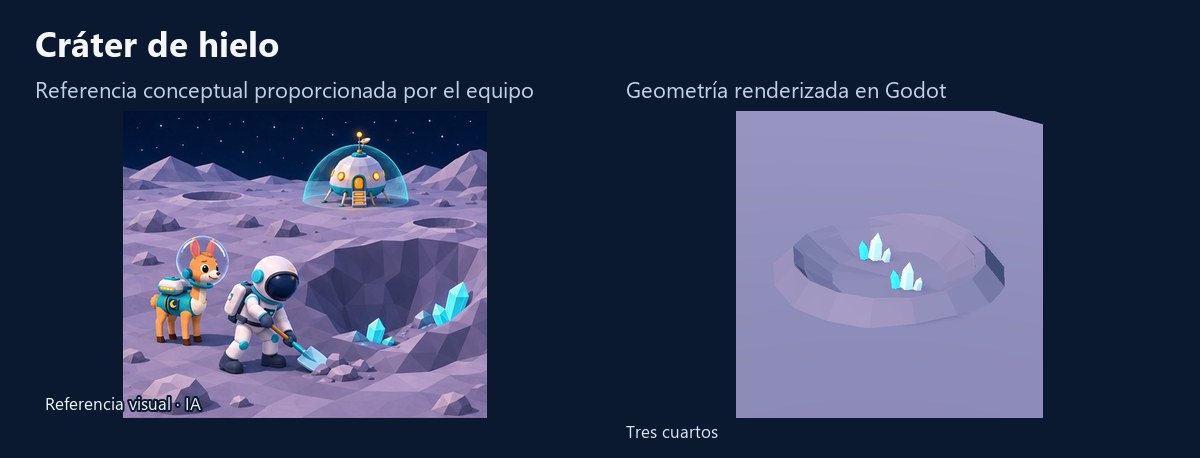 Cráter de hielo
Referencia conceptual proporcionada por el equipo
Geometría renderizada en Godot
Referencia visual · IA
Tres cuartos